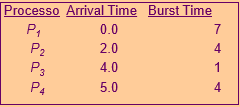 Processo Arrival Time Burst Time
P1 0.0 7
P2 2.0 4
P3 4.0 1
P4 5.0 4